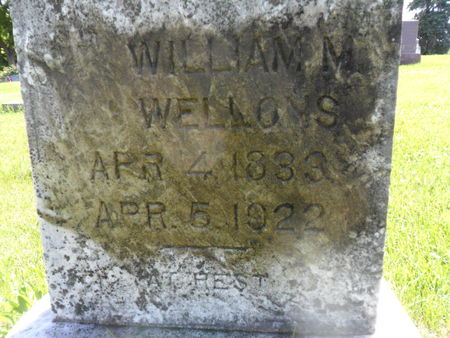 WILLIAM M.
WELLONS
APR. 4, 1833
APR. 5, 1922
AT REST